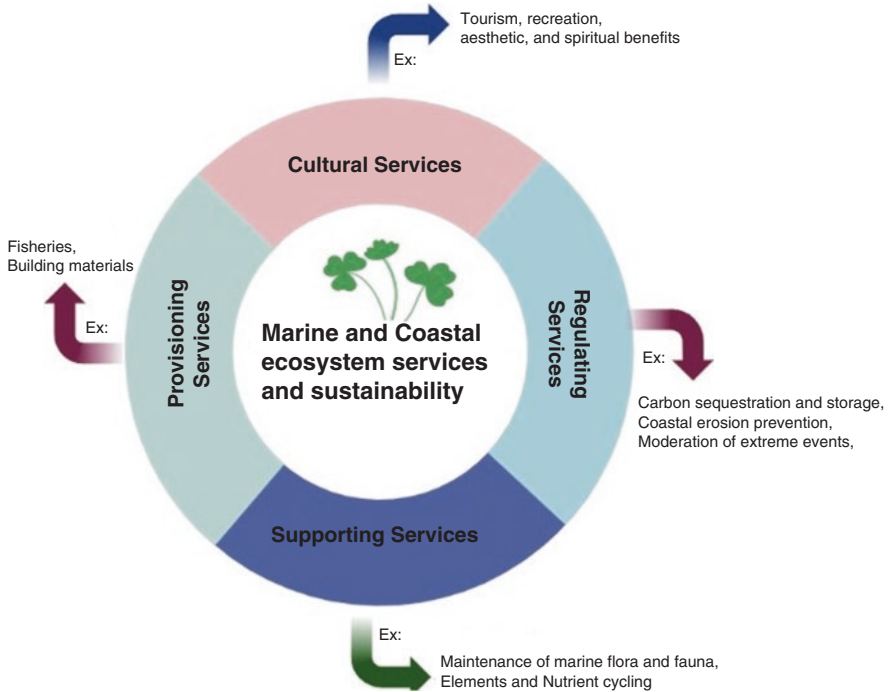 Tourism, recreation,
aesthetic, and spiritual benefits
Ex:
Cultural Services
Fisheries,
Building materials
Ex:
Provisioning
Services
Marine and Coastal
ecosystem services
and sustainability
Regulating
Services
Ex:
Carbon sequestration and storage,
Coastal erosion prevention,
Moderation of extreme events,
Supporting Services
Ex:
Maintenance of marine flora and fauna,
Elements and Nutrient cycling